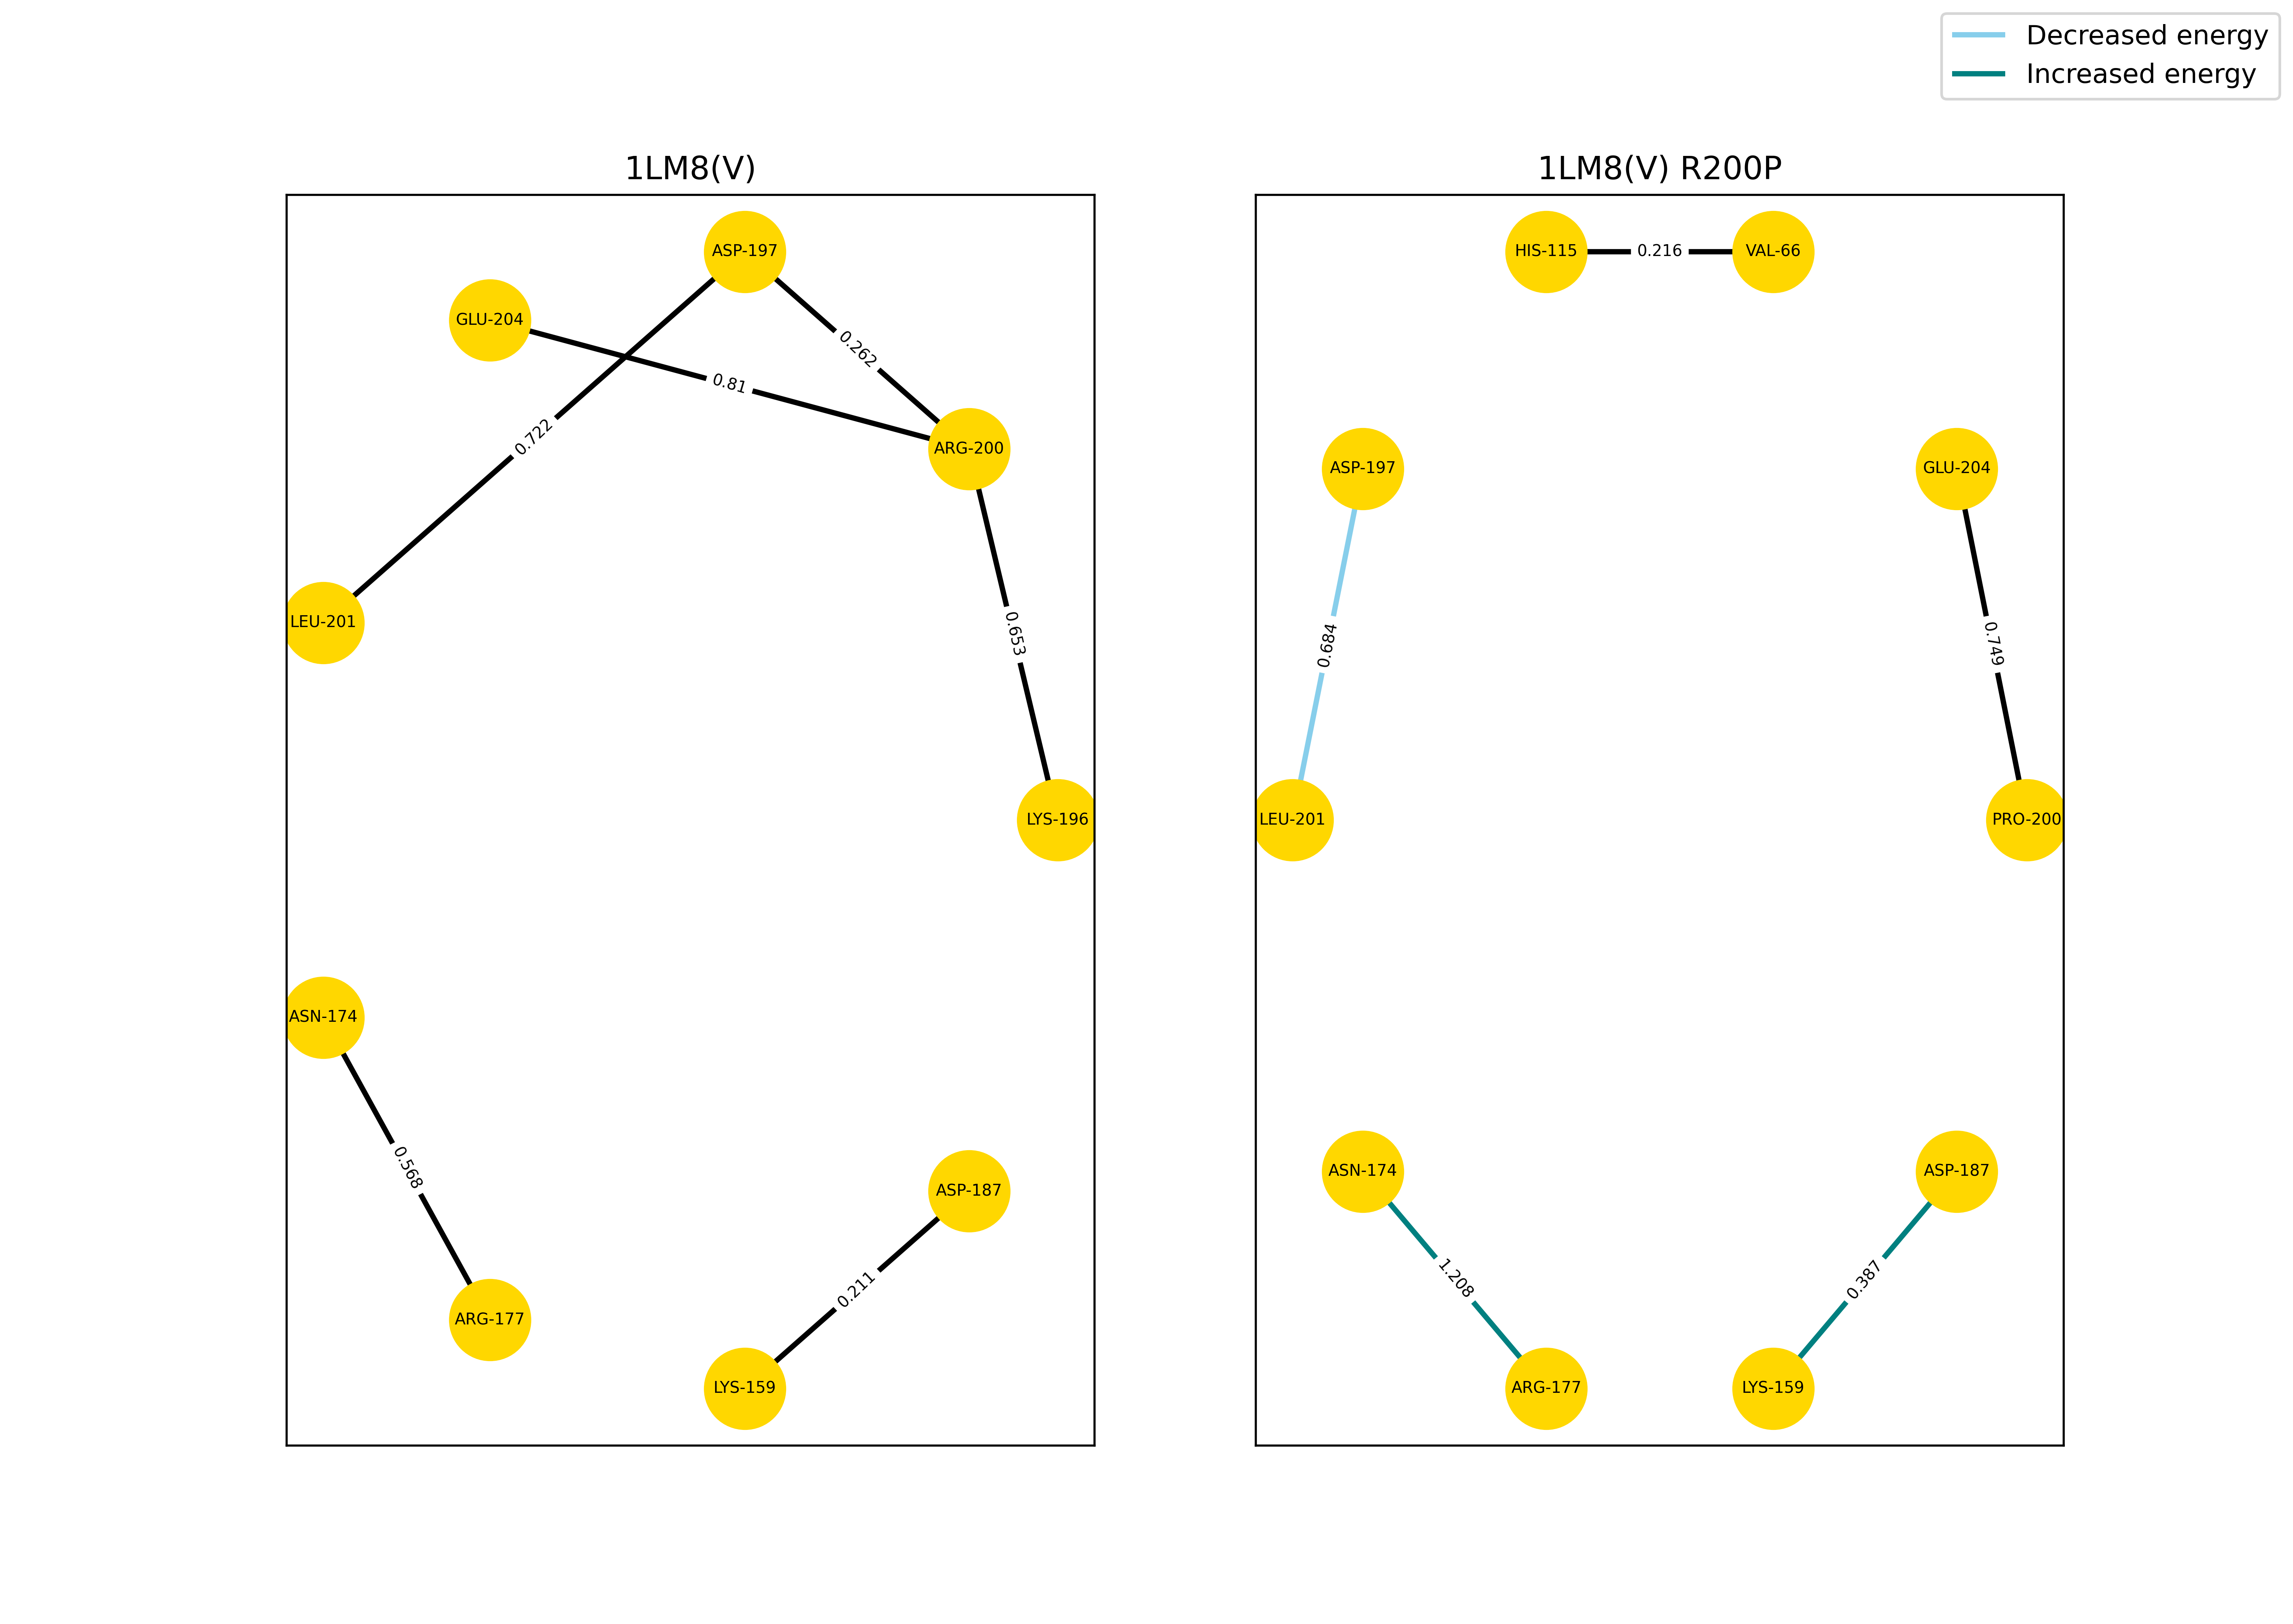 Decreased energy
Increased energy
1LM8(V)
ASP-197
GLU-204
0.262
0.81
0.722
ARG-200
LEU-201
0.653
LYS-196
ASN-174
0.568
ASP-187
0.211
ARG-177
LYS-159
1LM8(V) R200P
HIS-115
0.216
VAL-66
ASP-197
GLU-204
0.684
0.749
LEU-201
PRO-200
ASN-174
ASP-187
1.208
0.387
ARG-177
LYS-159